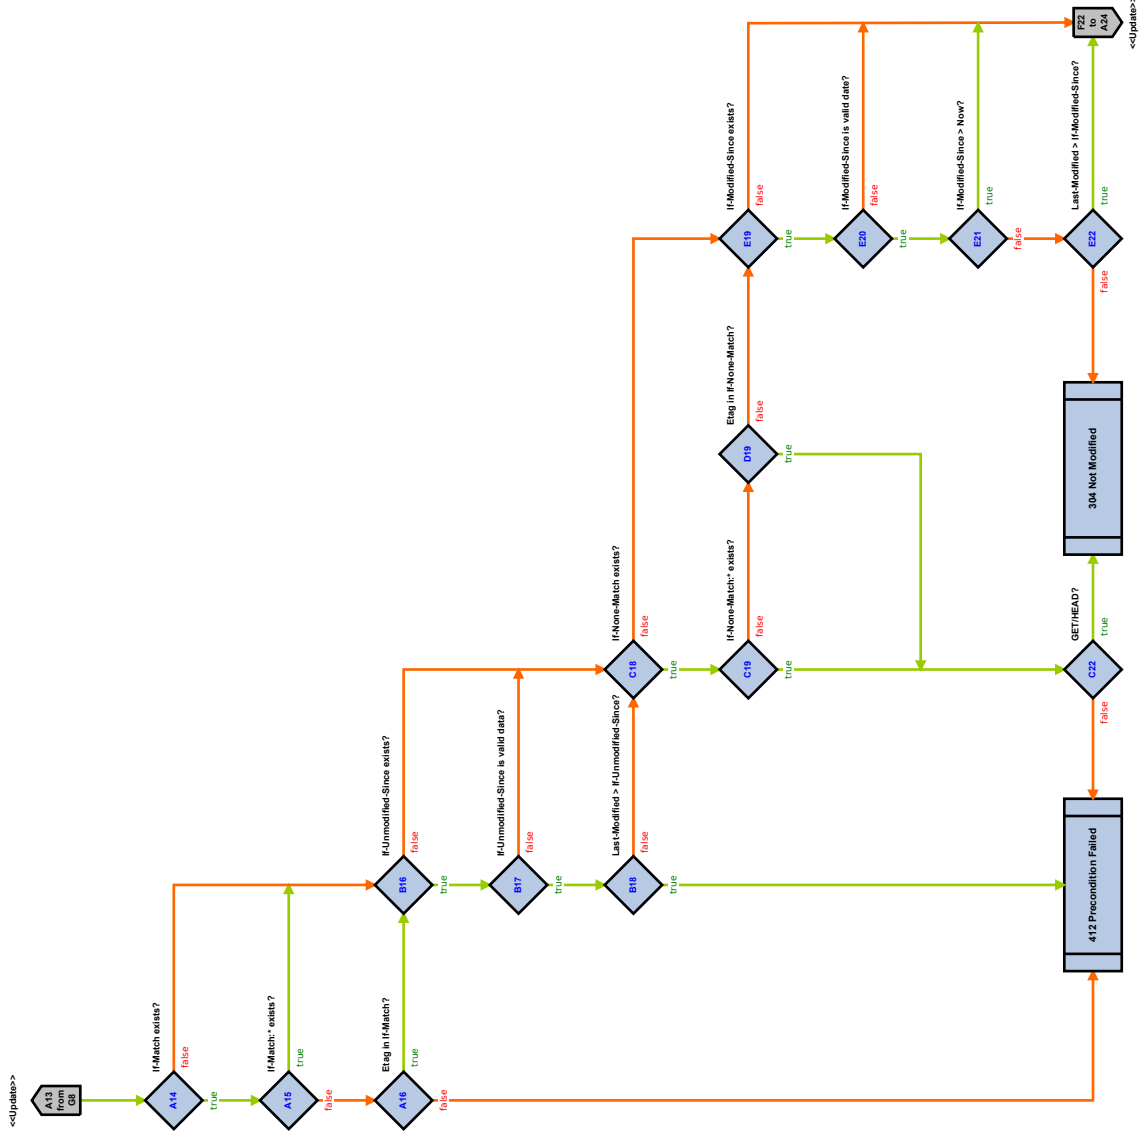 <<Update>>
A13
from
G8
If-Match exists?
A14
false
true
If-Match:* exists?
A15
true
false
Etag in If-Match?
A16
true
false
If-Unmodified-Since exists?
B16
false
true
If-Unmodified-Since is valid data?
B17
false
true
Last-Modified > If-Unmodified-Since?
B18
false
true
412 Precondition Failed
If-None-Match exists?
C18
false
true
If-None-Match:* exists?
C19
false
true
GET/HEAD?
C22
true
false
Etag in If-None-Match?
D19
false
true
304 Not Modified
If-Modified-Since exists?
E19
false
true
If-Modified-Since is valid date?
E20
false
true
If-Modified-Since > Now?
E21
true
false
Last-Modified > If-Modified-Since?
E22
true
false
F22
to
A24
<<Update>>